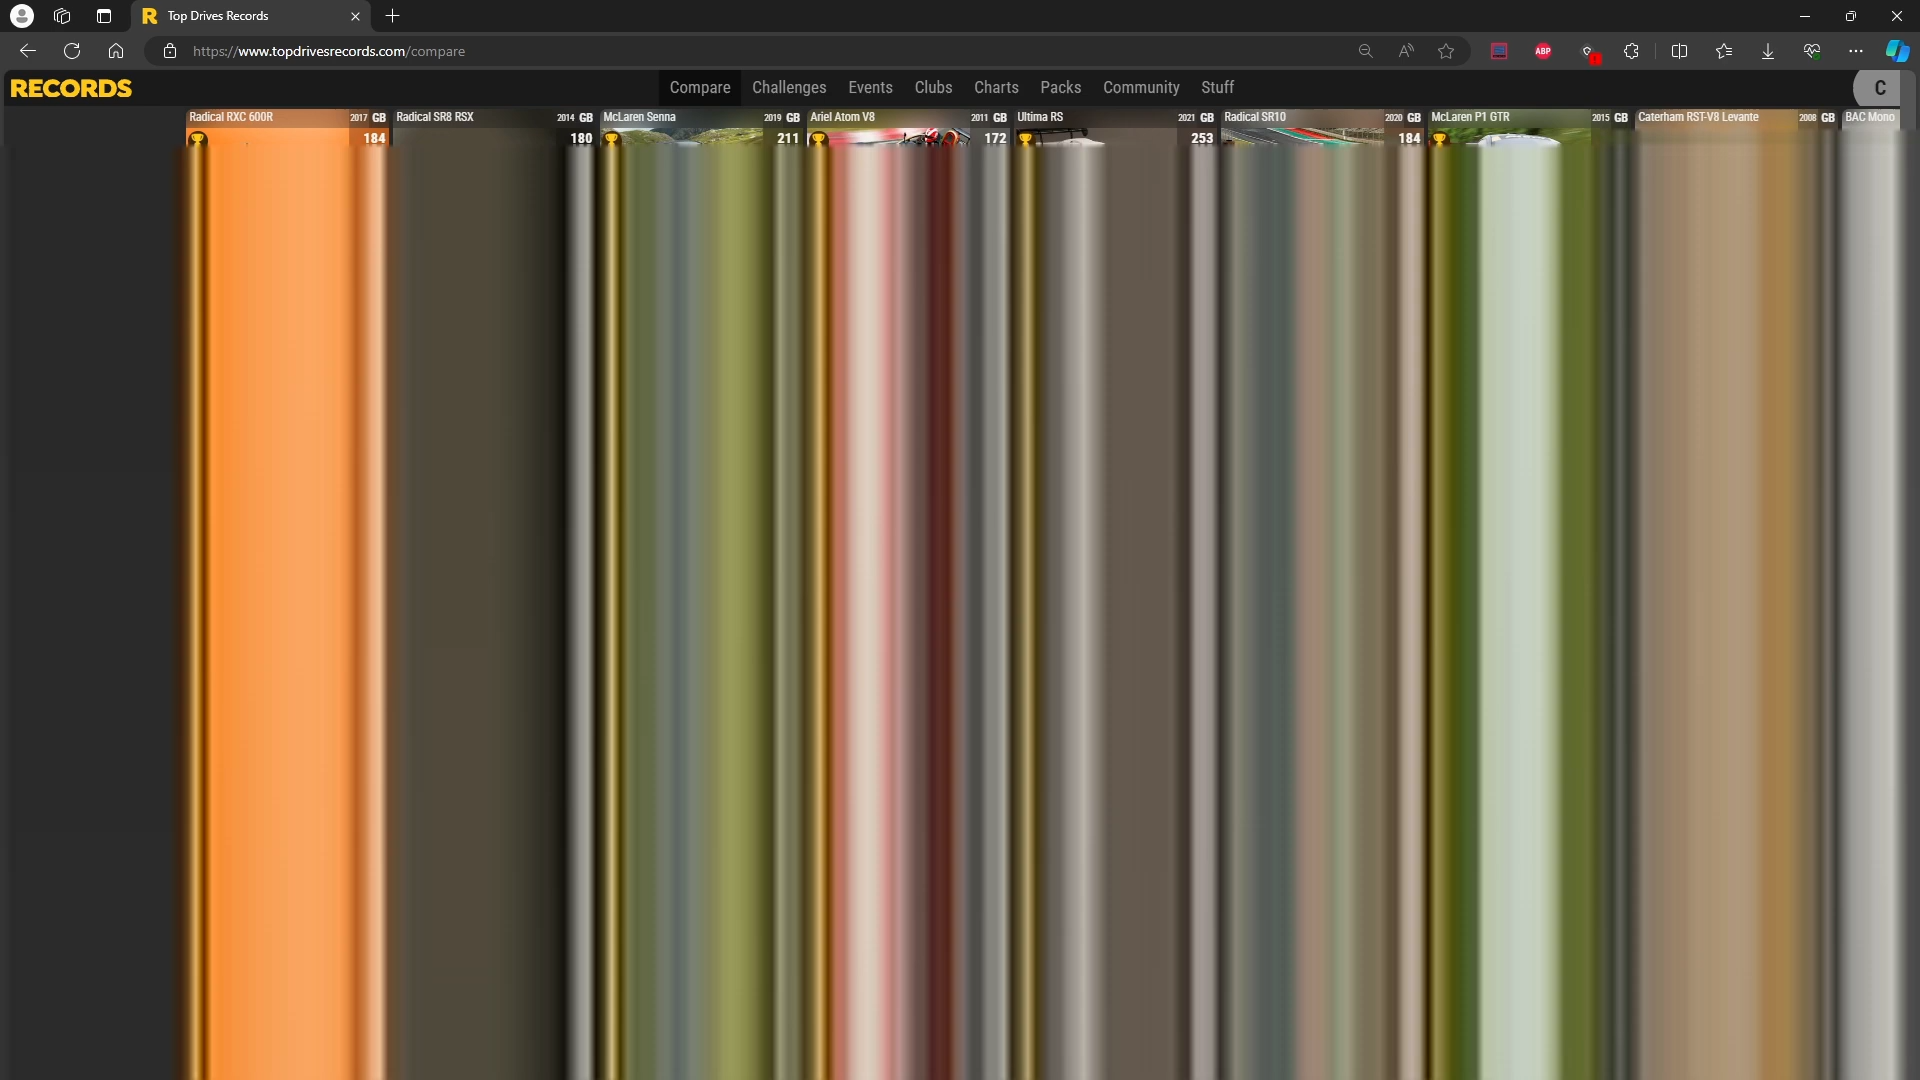 Top Drives Records
https://www.topdrivesrecords.com/compare
ABP
RECORDS
Compare Challenges Events Clubs Charts Packs Community Stuff
C
Radical RXC 600R 2017 GB
184
Radical SR8 RSX 2014 GB
180
McLaren Senna 2019 GB
211
Ariel Atom V8 2011 GB
172
Ultima RS 2021 GB
253
Radical SR10 2020 GB
184
McLaren P1 GTR 2015 GB
Caterham RST-V8 Levante 2008 GB
BAC Mono